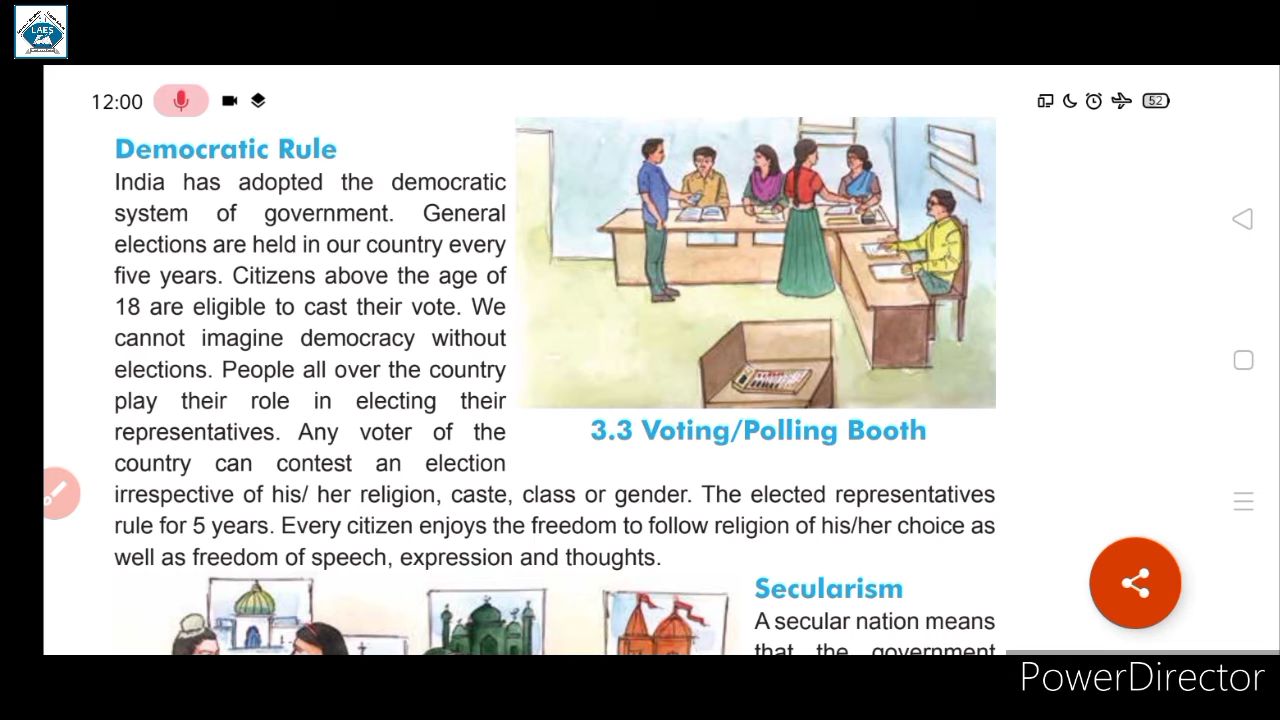 LAES
12:00
52
Democratic Rule
India has adopted the democratic
system of government. General
elections are held in our country every
five years. Citizens above the age of
18 are eligible to cast their vote. We
cannot imagine democracy without
elections. People all over the country
play their role in electing their
representatives. Any voter of the
country can contest an election
irrespective of his/ her religion, caste, class or gender. The elected representatives
rule for 5 years. Every citizen enjoys the freedom to follow religion of his/her choice as
well as freedom of speech, expression and thoughts.
3.3 Voting/Polling Booth
Secularism
A secular nation means
that the government
PowerDirector